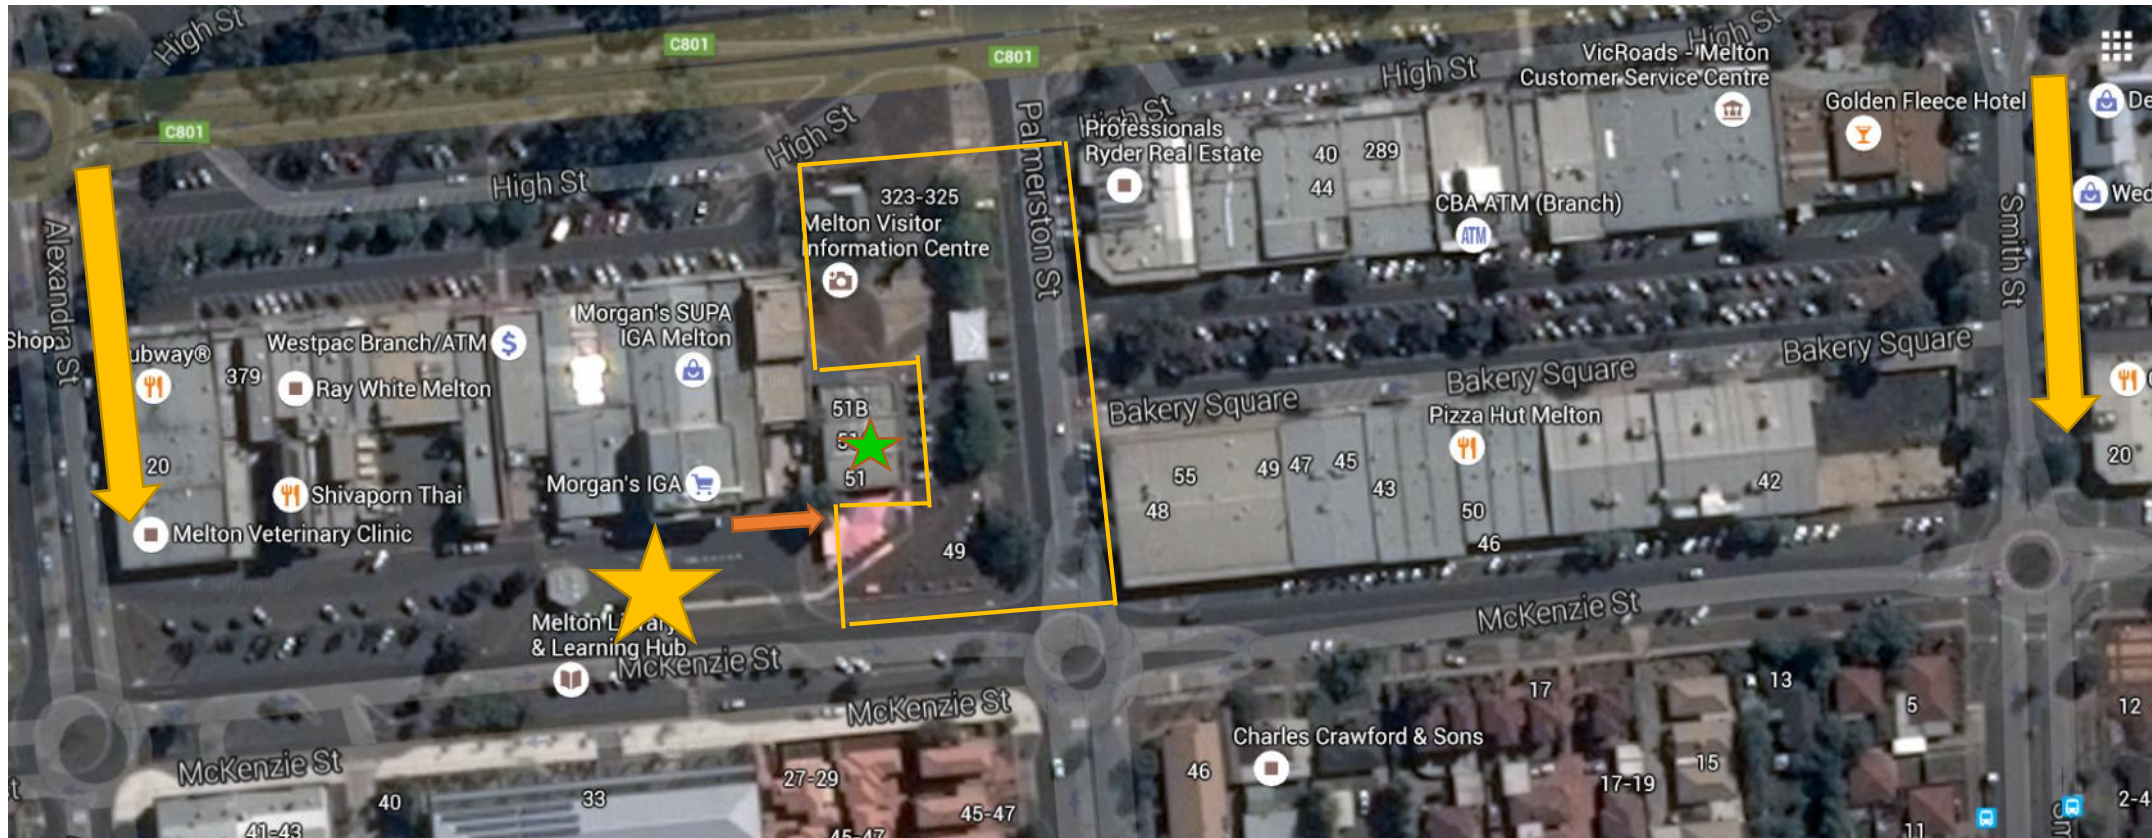 High St
C801
C801
High St
High St
VicRoads - Melton
Customer Service Centre
Golden Fleece Hotel
De
C801
High St
High St
Professionals
Ryder Real Estate
40
289
44
Palmerston St
High St
323-325
Melton Visitor
Information Centre
CBA ATM (Branch)
ATM
Wed
Smith St
Alexandra St
Shop
ubway®
379
Westpac Branch/ATM
$
Ray White Melton
Morgan's SUPA
IGA Melton
Bakery Square
Bakery Square
Bakery Square
Pizza Hut Melton
51B
51
20
Shivaporn Thai
Morgan's IGA
Melton Veterinary Clinic
49
55
49
47
45
48
43
50
46
42
20
McKenzie St
Melton Library
& Learning Hub
McKenzie St
McKenzie St
McKenzie St
Charles Crawford & Sons
46
17
13
5
12
15
17-19
11
2-4
27-29
33
40
41-43
45-47
45-47